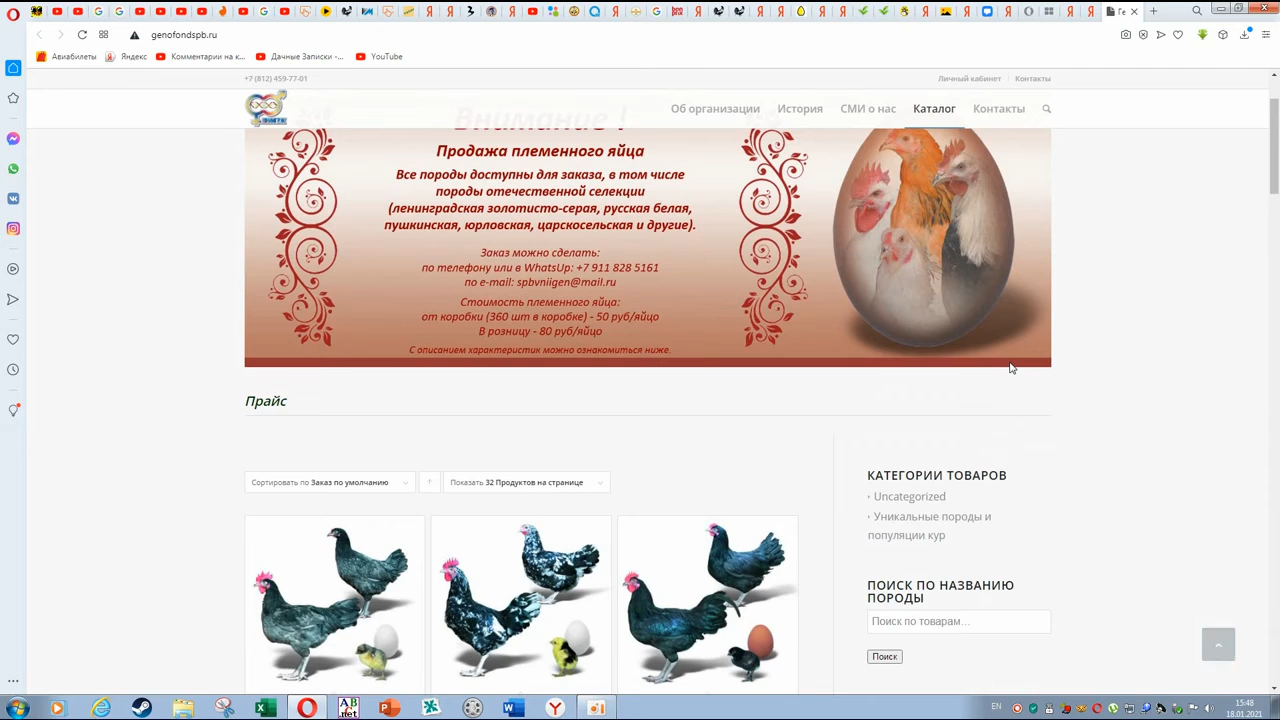 Ге
genofondspb.ru
Авиабилеты
Яндекс
Комментарии на к...
Дачные Записки -...
YouTube
+7 (812) 459-77-01
Личный кабинет
Контакты
Об организации
История
СМИ о нас
Каталог
Контакты
Внимание !
Продажа племенного яйца
Все породы доступны для заказа, в том числе
породы отечественной селекции
(ленинградская золотисто-серая, русская белая,
пушкинская, юрловская, царскосельская и другие).
Заказ можно сделать:
по телефону или в WhatsUp: +7 911 828 5161
по e-mail: spbvniigen@mail.ru
Стоимость племенного яйца:
от коробки (360 шт в коробке) - 50 руб/яйцо
В розницу - 80 руб/яйцо
С описанием характеристик можно ознакомиться ниже.
Прайс
Сортировать по Заказ по умолчанию
Показать 32 Продуктов на странице
КАТЕГОРИИ ТОВАРОВ
Uncategorized
Уникальные породы и
популяции кур
ПОИСК ПО НАЗВАНИЮ
ПОРОДЫ
Поиск по товарам...
Поиск
EN
15:48
18.01.2021